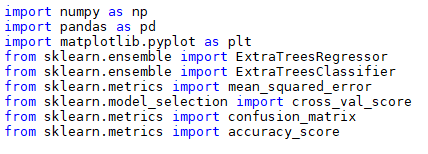 import numpy as np
import pandas as pd
import matplotlib.pyplot as plt
from sklearn.ensemble import ExtraTreesRegressor
from sklearn.ensemble import ExtraTreesClassifier
from sklearn.metrics import mean_squared_error
from sklearn.model_selection import cross_val_score
from sklearn.metrics import confusion_matrix
from sklearn.metrics import accuracy_score